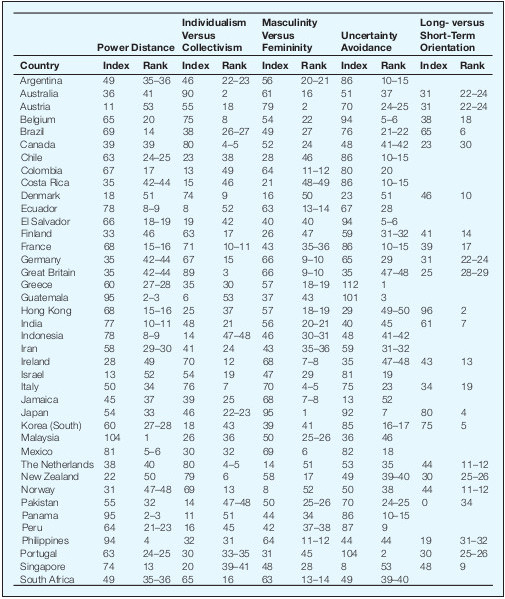 Individualism Masculinity Long- versus
Versus Versus Uncertainty Short-Term
Power Distance Collectivism Femininity Avoidance Orientation
Country Index Rank Index Rank Index Rank Index Rank Index Rank
Argentina 49 35–36 46 22–23 56 20–21 86 10–15
Australia 36 41 90 2 61 16 51 37 31 22–24
Austria 11 53 55 18 79 2 70 24–25 31 22–24
Belgium 65 20 75 8 54 22 94 5–6 38 18
Brazil 69 14 38 26–27 49 27 76 21–22 65 6
Canada 39 39 80 4–5 52 24 48 41–42 23 30
Chile 63 24–25 23 38 28 46 86 10–15
Colombia 67 17 13 49 64 11–12 80 20
Costa Rica 35 42–44 15 46 21 48–49 86 10–15
Denmark 18 51 74 9 16 50 23 51 46 10
Ecuador 78 8–9 8 52 63 13–14 67 28
El Salvador 66 18–19 19 42 40 40 94 5–6
Finland 33 46 63 17 26 47 59 31–32 41 14
France 68 15–16 71 10–11 43 35–36 86 10–15 39 17
Germany 35 42–44 67 15 66 9–10 65 29 31 22–24
Great Britain 35 42–44 89 3 66 9–10 35 47–48 25 28–29
Greece 60 27–28 35 30 57 18–19 112 1
Guatemala 95 2–3 6 53 37 43 101 3
Hong Kong 68 15–16 25 37 57 18–19 29 49–50 96 2
India 77 10–11 48 21 56 20–21 40 45 61 7
Indonesia 78 8–9 14 47–48 46 30–31 48 41–42
Iran 58 29–30 41 24 43 35–36 59 31–32
Ireland 28 49 70 12 68 7–8 35 47–48 43 13
Israel 13 52 54 19 47 29 81 19
Italy 50 34 76 7 70 4–5 75 23 34 19
Jamaica 45 37 39 25 68 7–8 13 52
Japan 54 33 46 22–23 95 1 92 7 80 4
Korea (South) 60 27–28 18 43 39 41 85 16–17 75 5
Malaysia 104 1 26 36 50 25–26 36 46
Mexico 81 5–6 30 32 69 6 82 18
The Netherlands 38 40 80 4–5 14 51 53 35 44 11–12
New Zealand 22 50 79 6 58 17 49 39–40 30 25–26
Norway 31 47–48 69 13 8 52 50 38 44 11–12
Pakistan 55 32 14 47–48 50 25–26 70 24–25 0 34
Panama 95 2–3 11 51 44 34 86 10–15
Peru 64 21–23 16 45 42 37–38 87 9
Philippines 94 4 32 31 64 11–12 44 44 19 31–32
Portugal 63 24–25 30 33–35 31 45 104 2 30 25–26
Singapore 74 13 20 39–41 48 28 8 53 48 9
South Africa 49 35–36 65 16 63 13–14 49 39–40